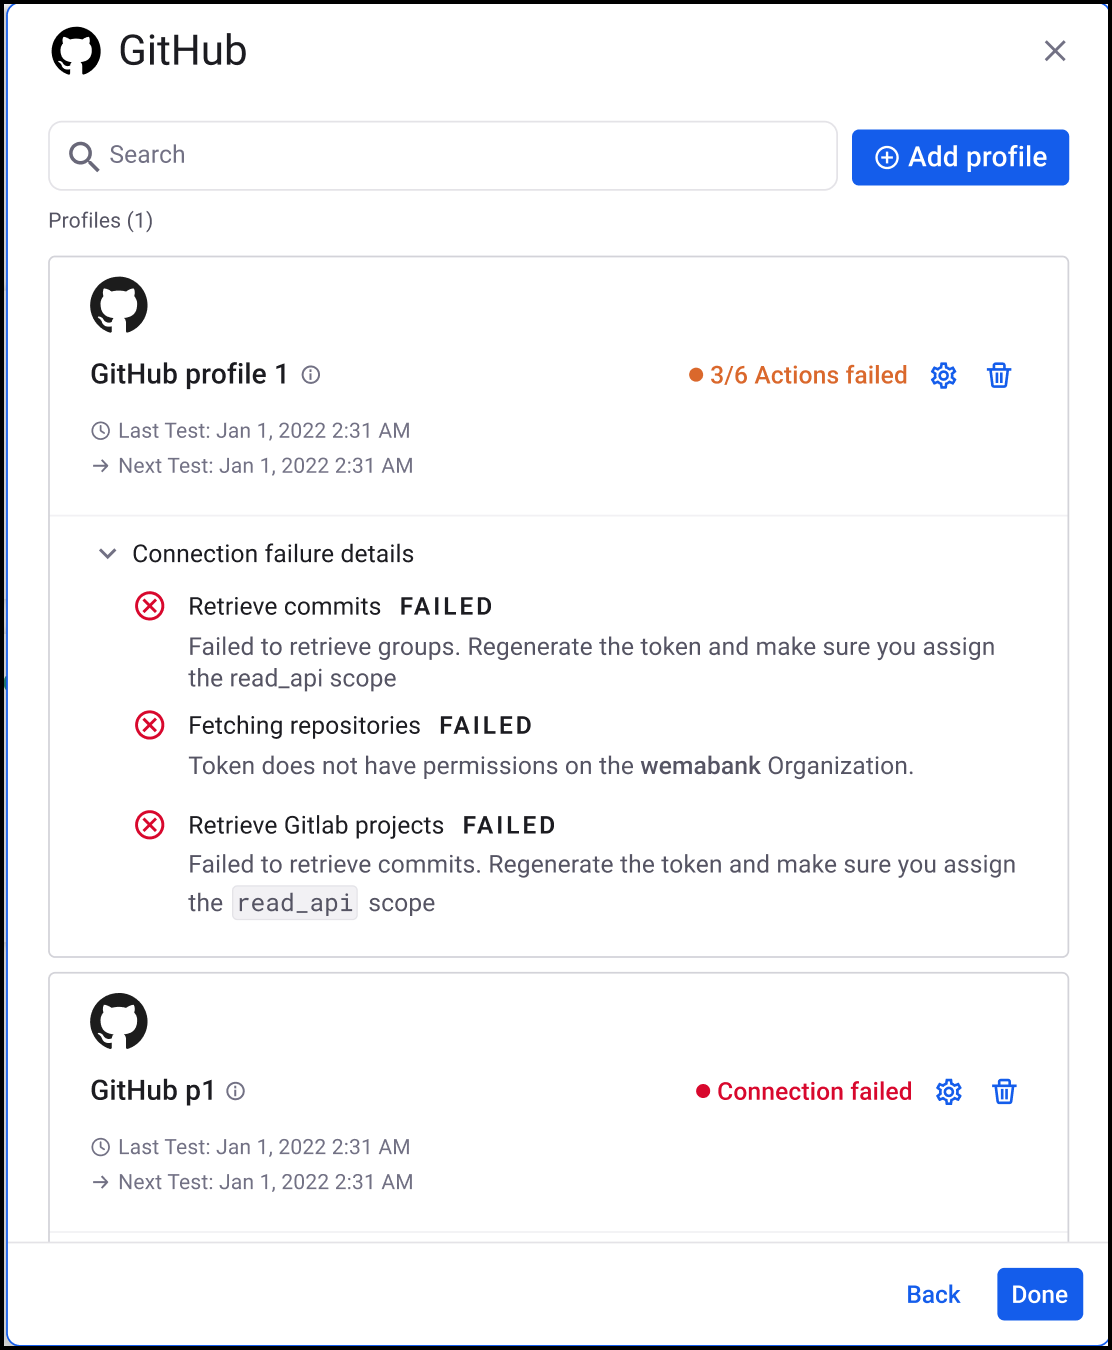 GitHub
Search
Add profile
Profiles (1)
GitHub profile 1
3/6 Actions failed
Last Test: Jan 1, 2022 2:31 AM
Next Test: Jan 1, 2022 2:31 AM
Connection failure details
Retrieve commits FAILED
Failed to retrieve groups. Regenerate the token and make sure you assign
the read_api scope
Fetching repositories FAILED
Token does not have permissions on the wemabank Organization.
Retrieve Gitlab projects FAILED
Failed to retrieve commits. Regenerate the token and make sure you assign
the read_api scope
GitHub p1
Connection failed
Last Test: Jan 1, 2022 2:31 AM
Next Test: Jan 1, 2022 2:31 AM
Back
Done